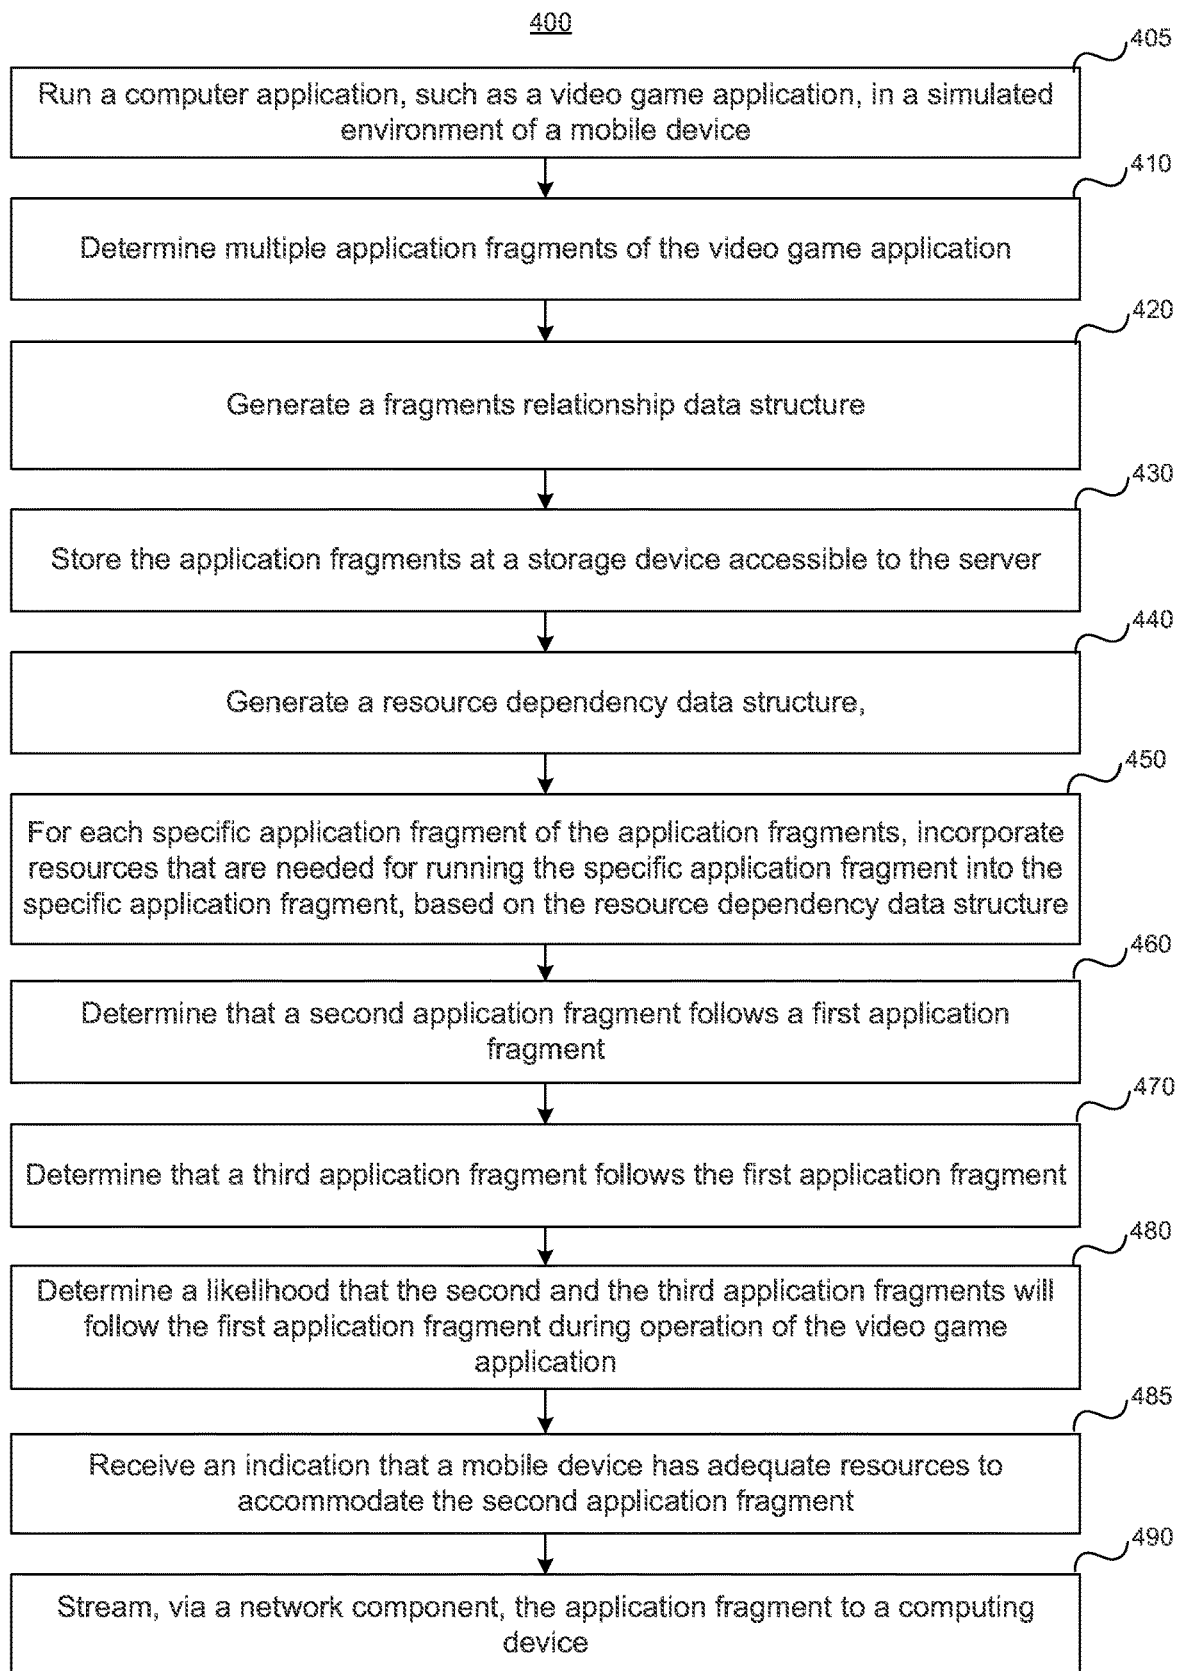 400
405
Run a computer application, such as a video game application, in a simulated
environment of a mobile device
410
Determine multiple application fragments of the video game application
420
Generate a fragments relationship data structure
430
Store the application fragments at a storage device accessible to the server
440
Generate a resource dependency data structure,
450
For each specific application fragment of the application fragments, incorporate
resources that are needed for running the specific application fragment into the
specific application fragment, based on the resource dependency data structure
460
Determine that a second application fragment follows a first application
fragment
470
Determine that a third application fragment follows the first application fragment
480
Determine a likelihood that the second and the third application fragments will
follow the first application fragment during operation of the video game
application
485
Receive an indication that a mobile device has adequate resources to
accommodate the second application fragment
490
Stream, via a network component, the application fragment to a computing
device